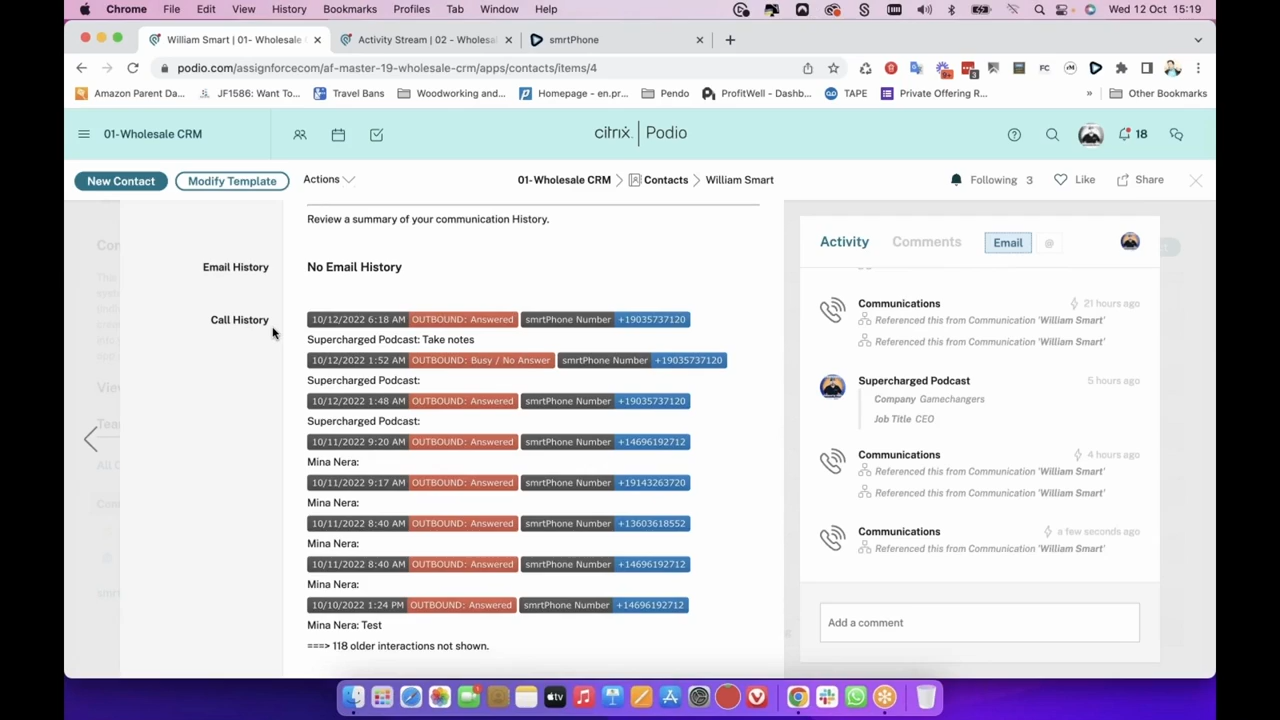 Chrome File Edit View History Bookmarks Profiles Tab Window Help Wed 12 Oct 15:19
William Smart | 01- Wholesale Activity Stream | 02 - Wholesa smrtPhone
podio.com/assignforcecom/af-master-19-wholesale-crm/apps/contacts/items/4
Amazon Parent Da... JF1586: Want To... Travel Bans Woodworking and... Homepage - en.pr... Pendo ProfitWell - Dashb... TAPE Private Offering R... » Other Bookmarks
01-Wholesale CRM citrix | Podio 18
New Contact Modify Template Actions 01-Wholesale CRM Contacts William Smart Following 3 Like Share
Review a summary of your communication History.
Email History No Email History
Call History 10/12/2022 6:18 AM OUTBOUND: Answered smrtPhone Number +19035737120
Supercharged Podcast: Take notes
10/12/2022 1:52 AM OUTBOUND: Busy / No Answer smrtPhone Number +19035737120
Supercharged Podcast:
10/12/2022 1:48 AM OUTBOUND: Answered smrtPhone Number +19035737120
Supercharged Podcast:
10/11/2022 9:20 AM OUTBOUND: Answered smrtPhone Number +14696192712
Mina Nera:
10/11/2022 9:17 AM OUTBOUND: Answered smrtPhone Number +19143263720
Mina Nera:
10/11/2022 8:40 AM OUTBOUND: Answered smrtPhone Number +13603618552
Mina Nera:
10/11/2022 8:40 AM OUTBOUND: Answered smrtPhone Number +14696192712
Mina Nera:
10/10/2022 1:24 PM OUTBOUND: Answered smrtPhone Number +14696192712
Mina Nera: Test
===> 118 older interactions not shown.
Activity Comments Email @
Communications 21 hours ago
Referenced this from Communication 'William Smart'
Referenced this from Communication 'William Smart'
Supercharged Podcast 5 hours ago
Company Gamechangers
Job Title CEO
Communications 4 hours ago
Referenced this from Communication 'William Smart'
Referenced this from Communication 'William Smart'
Communications a few seconds ago
Referenced this from Communication 'William Smart'
Add a comment